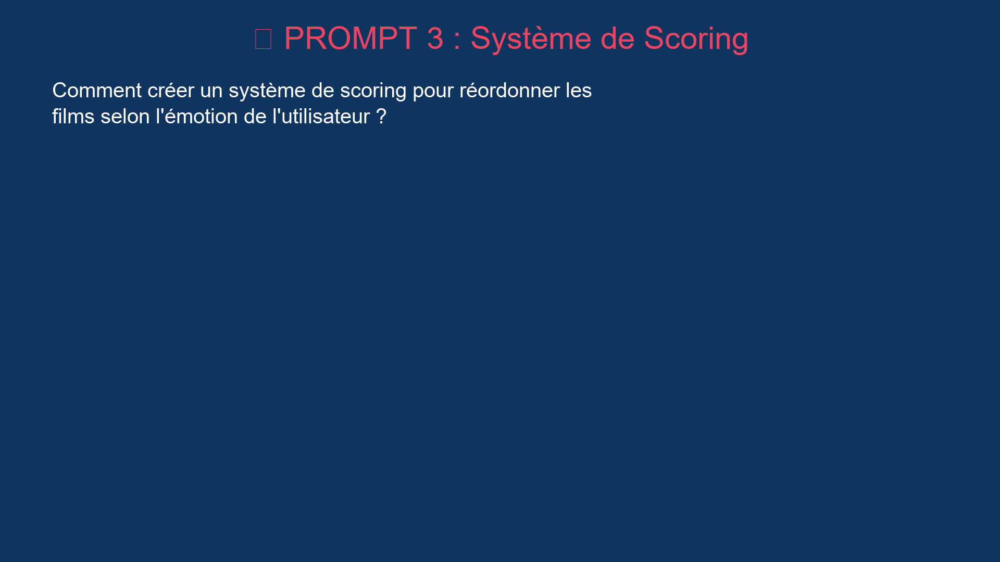 PROMPT 3 : Système de Scoring
Comment créer un système de scoring pour réordonner les
films selon l'émotion de l'utilisateur ?